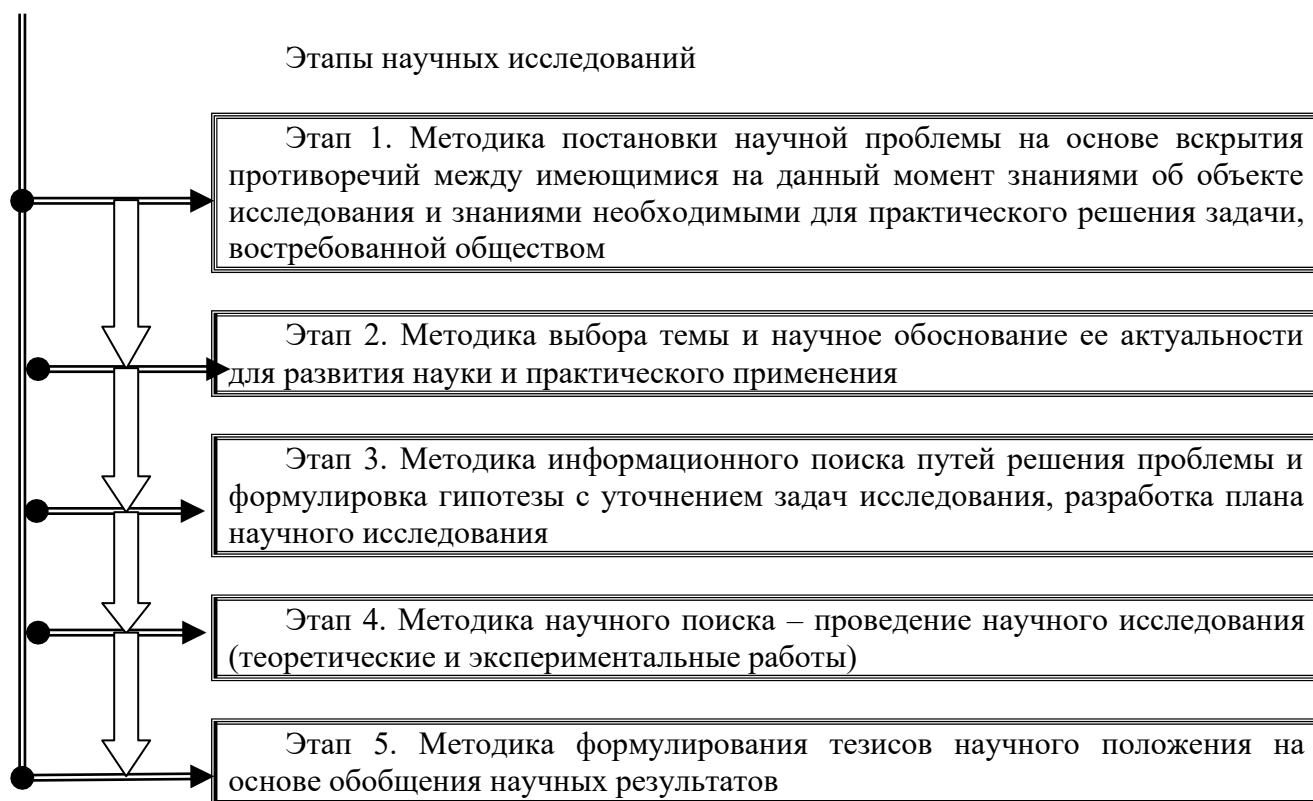 Этапы научных исследований
Этап 1. Методика постановки научной проблемы на основе вскрытия
противоречий между имеющимися на данный момент знаниями об объекте
исследования и знаниями необходимыми для практического решения задачи,
востребованной обществом
Этап 2. Методика выбора темы и научное обоснование ее актуальности
для развития науки и практического применения
Этап 3. Методика информационного поиска путей решения проблемы и
формулировка гипотезы с уточнением задач исследования, разработка плана
научного исследования
Этап 4. Методика научного поиска – проведение научного исследования
(теоретические и экспериментальные работы)
Этап 5. Методика формулирования тезисов научного положения на
основе обобщения научных результатов